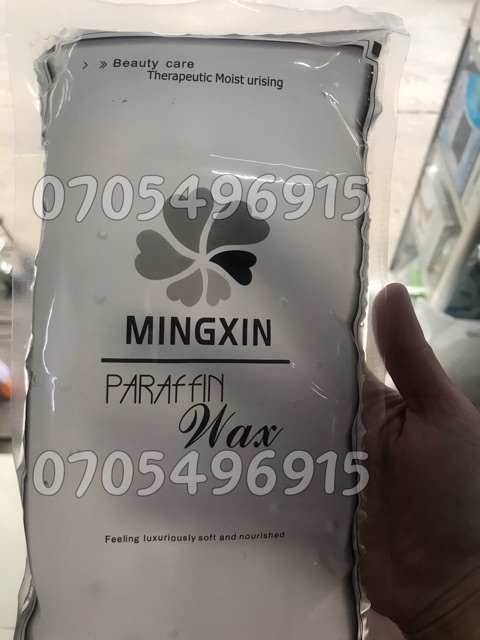 › » Beauty care
Therapeutic Moist urising
0705496915
MINGXIN
PARAffIN
Wax
0705496915
Feeling luxuriously soft and nourished